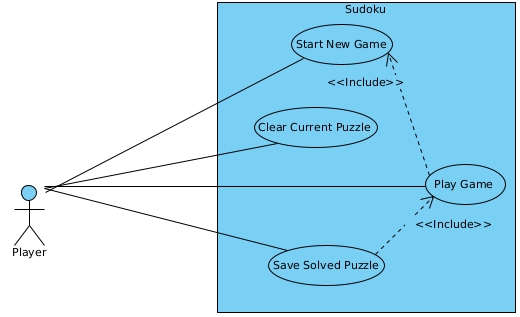 Sudoku
Start New Game
<<Include>>
Clear Current Puzzle
Play Game
<<Include>>
Player
Save Solved Puzzle